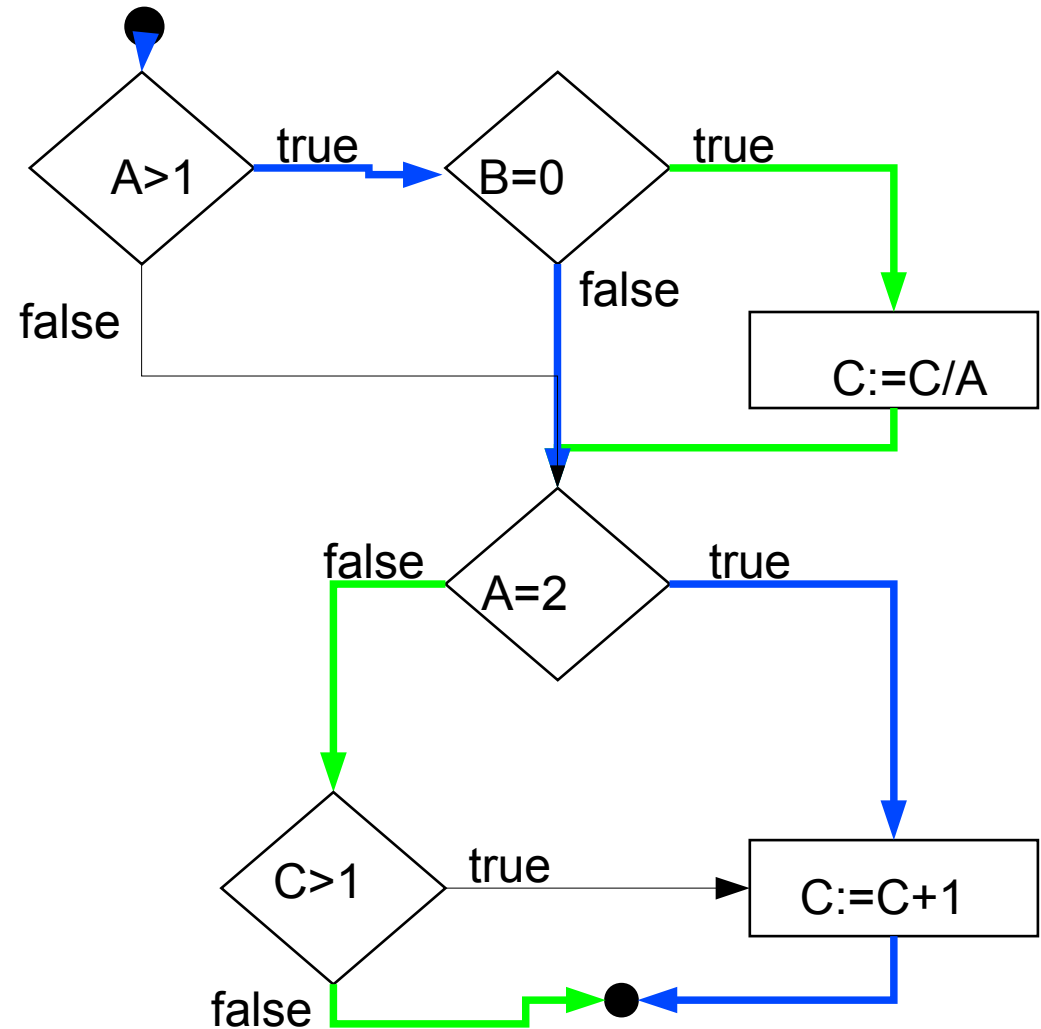 A>1
true
B=0
true
false
false
C:=C/A
false
A=2
true
C>1
true
C:=C+1
false